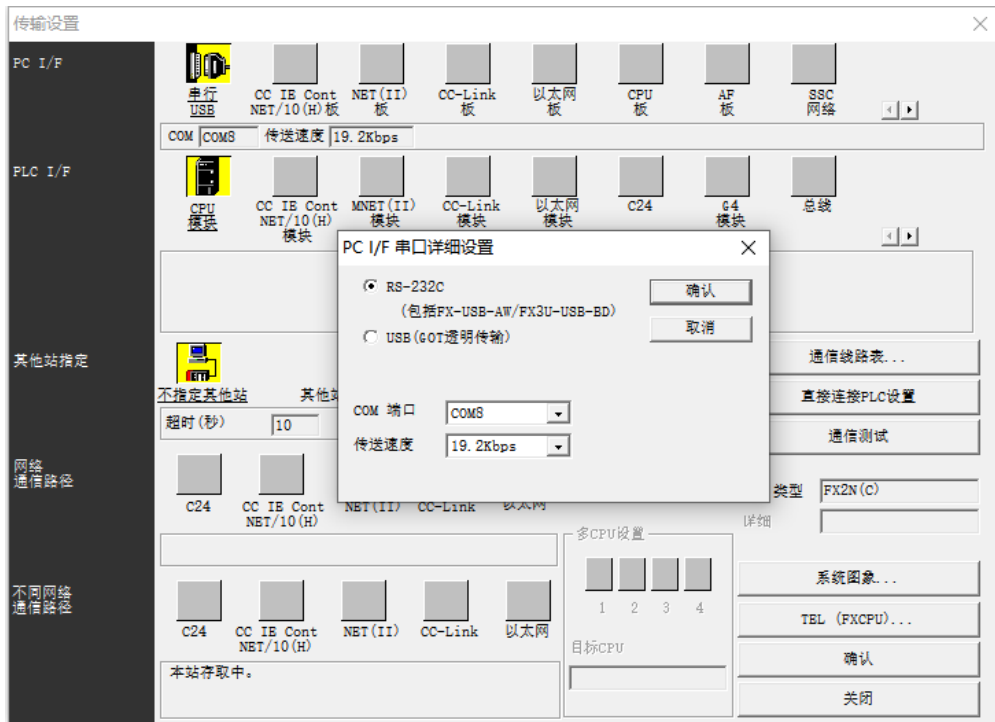 传输设置
PC I/F
串行
USB
CC IE Cont
NET/10(H)板
NET(II)
板
CC-Link
板
以太网
板
CPU
板
AF
板
SSC
网络
COM
COM8
传送速度
19.2Kbps
PLC I/F
CPU
模块
CC IE Cont
NET/10(H)
模块
MNET(II)
模块
CC-Link
模块
以太网
模块
C24
G4
模块
总线
PC I/F 串口详细设置
RS-232C
(包括FX-USB-AW/FX3U-USB-BD)
USB(GOT透明传输)
确认
取消
COM 端口
COM8
传送速度
19.2Kbps
其他站指定
不指定其他站
其他
超时(秒)
10
通信线路表...
直接连接PLC设置
通信测试
类型
FX2N(C)
详细
网络
通信路径
C24
CC IE Cont
NET/10(H)
NET(II)
CC-Link
以太网
多CPU设置
1 2 3 4
目标CPU
系统图象...
TEL (FXCPU)...
确认
关闭
不同网络
通信路径
C24
CC IE Cont
NET/10(H)
NET(II)
CC-Link
以太网
本站存取中。